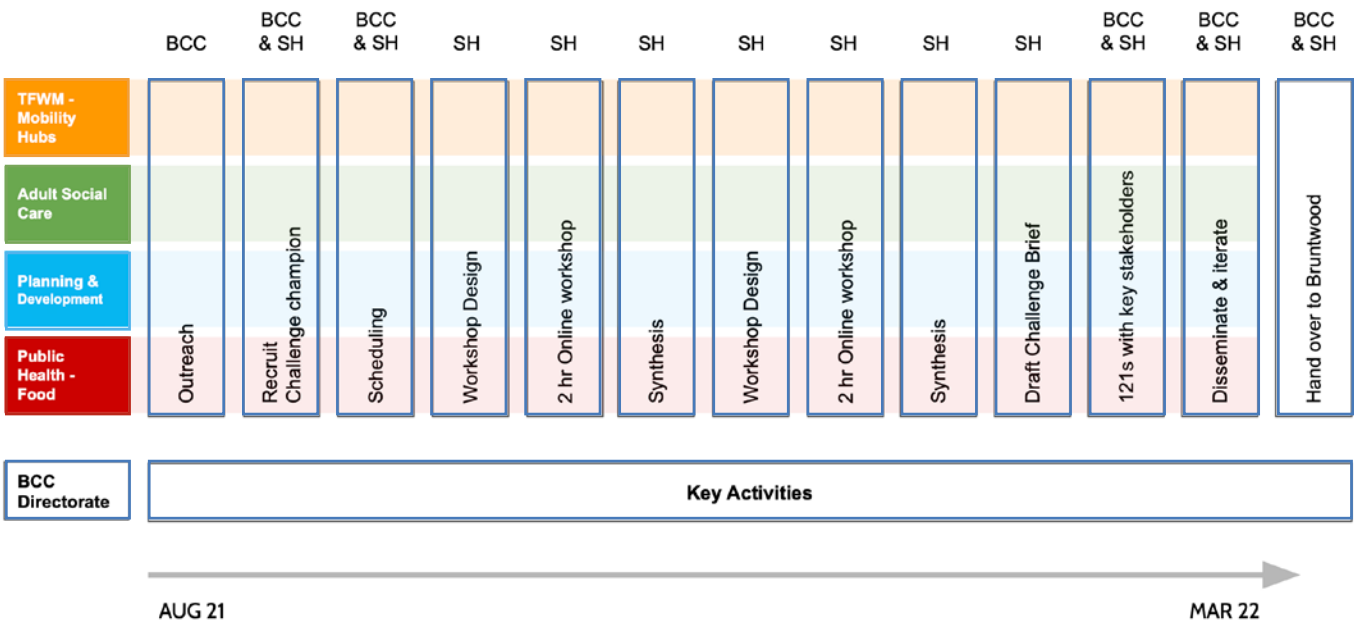 BCC
BCC
& SH
BCC
& SH
SH
SH
SH
SH
SH
SH
SH
BCC
& SH
BCC
& SH
BCC
& SH
TFWM -
Mobility
Hubs
Adult Social
Care
Planning &
Development
Public
Health -
Food
Outreach
Recruit
Challenge champion
Scheduling
Workshop Design
2 hr Online workshop
Synthesis
Workshop Design
2 hr Online workshop
Synthesis
Draft Challenge Brief
121s with key stakeholders
Disseminate & iterate
Hand over to Bruntwood
BCC
Directorate
Key Activities
AUG 21
MAR 22